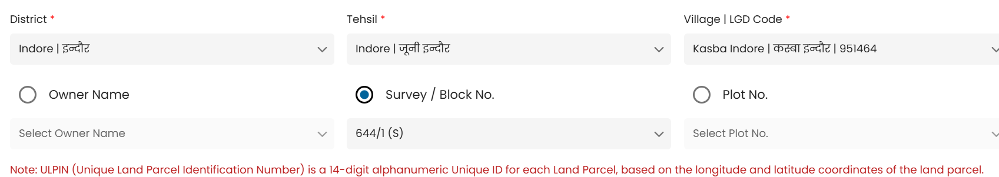 District * Tehsil * Village | LGD Code *
Indore | इन्दौर Indore | जूनी इन्दौर Kasba Indore | कस्बा इन्दौर | 951464
Owner Name Survey / Block No. Plot No.
Select Owner Name 644/1 (S) Select Plot No.
Note: ULPIN (Unique Land Parcel Identification Number) is a 14-digit alphanumeric Unique ID for each Land Parcel, based on the longitude and latitude coordinates of the land parcel.